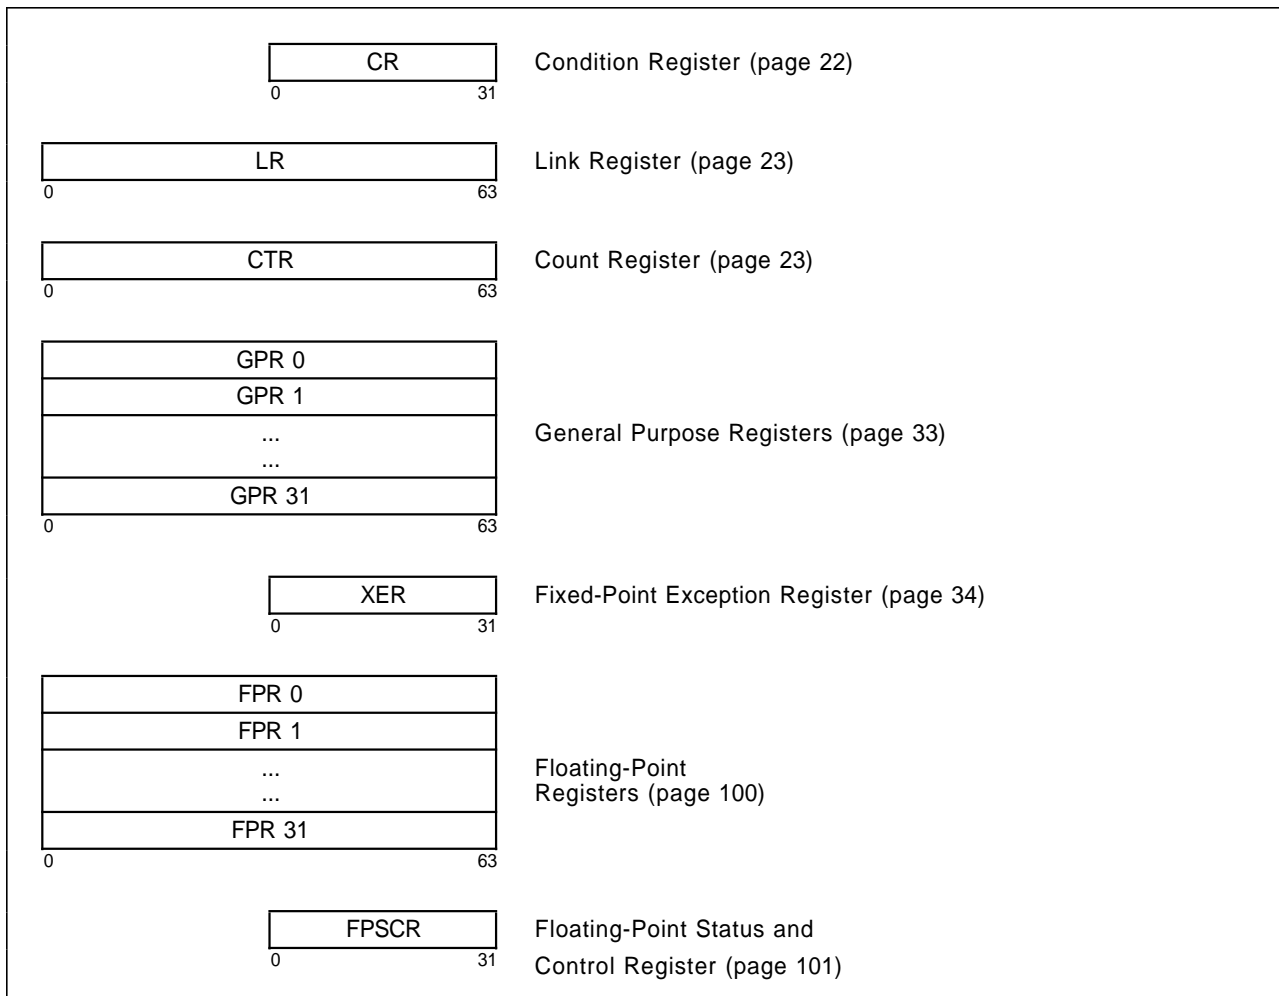 CR
Condition Register (page 22)
0 31
LR
Link Register (page 23)
0 63
CTR
Count Register (page 23)
0 63
GPR 0
GPR 1
...
General Purpose Registers (page 33)
...
GPR 31
0 63
XER
Fixed-Point Exception Register (page 34)
0 31
FPR 0
FPR 1
...
Floating-Point
...
Registers (page 100)
FPR 31
0 63
FPSCR
Floating-Point Status and
0 31
Control Register (page 101)